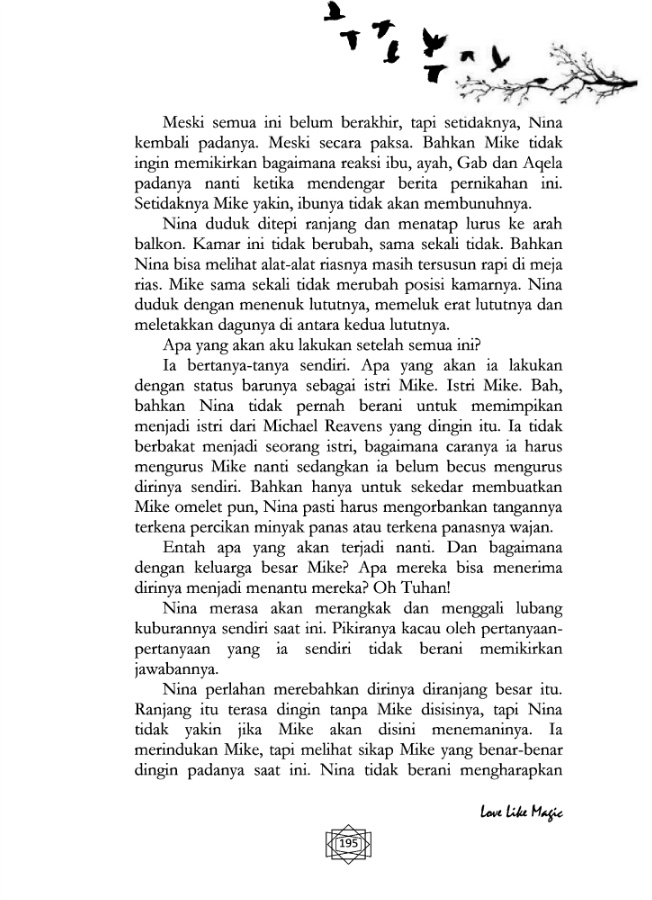 Meski semua ini belum berakhir, tapi setidaknya, Nina
kembali padanya. Meski secara paksa. Bahkan Mike tidak
ingin memikirkan bagaimana reaksi ibu, ayah, Gab dan Aqela
padanya nanti ketika mendengar berita pernikahan ini.
Setidaknya Mike yakin, ibunya tidak akan membunuhnya.
Nina duduk ditepi ranjang dan menatap lurus ke arah
balkon. Kamar ini tidak berubah, sama sekali tidak. Bahkan
Nina bisa melihat alat-alat riasnya masih tersusun rapi di meja
rias. Mike sama sekali tidak merubah posisi kamarnya. Nina
duduk dengan menenuk lututnya, memeluk erat lututnya dan
meletakkan dagunya di antara kedua lututnya.
Apa yang akan aku lakukan setelah semua ini?
Ia bertanya-tanya sendiri. Apa yang akan ia lakukan
dengan status barunya sebagai istri Mike. Istri Mike. Bah,
bahkan Nina tidak pernah berani untuk memimpikan
menjadi istri dari Michael Reavens yang dingin itu. Ia tidak
berbakat menjadi seorang istri, bagaimana caranya ia harus
mengurus Mike nanti sedangkan ia belum becus mengurus
dirinya sendiri. Bahkan hanya untuk sekedar membuatkan
Mike omelet pun, Nina pasti harus mengorbankan tangannya
terkena percikan minyak panas atau terkena panasnya wajan.
Entah apa yang akan terjadi nanti. Dan bagaimana
dengan keluarga besar Mike? Apa mereka bisa menerima
dirinya menjadi menantu mereka? Oh Tuhan!
Nina merasa akan merangkak dan menggali lubang
kuburannya sendiri saat ini. Pikiranya kacau oleh pertanyaan-
pertanyaan yang ia sendiri tidak berani memikirkan
jawabannya.
Nina perlahan merebahkan dirinya diranjang besar itu.
Ranjang itu terasa dingin tanpa Mike disisinya, tapi Nina
tidak yakin jika Mike akan disini menemaninya. Ia
merindukan Mike, tapi melihat sikap Mike yang benar-benar
dingin padanya saat ini. Nina tidak berani mengharapkan
Love Like Magic
195